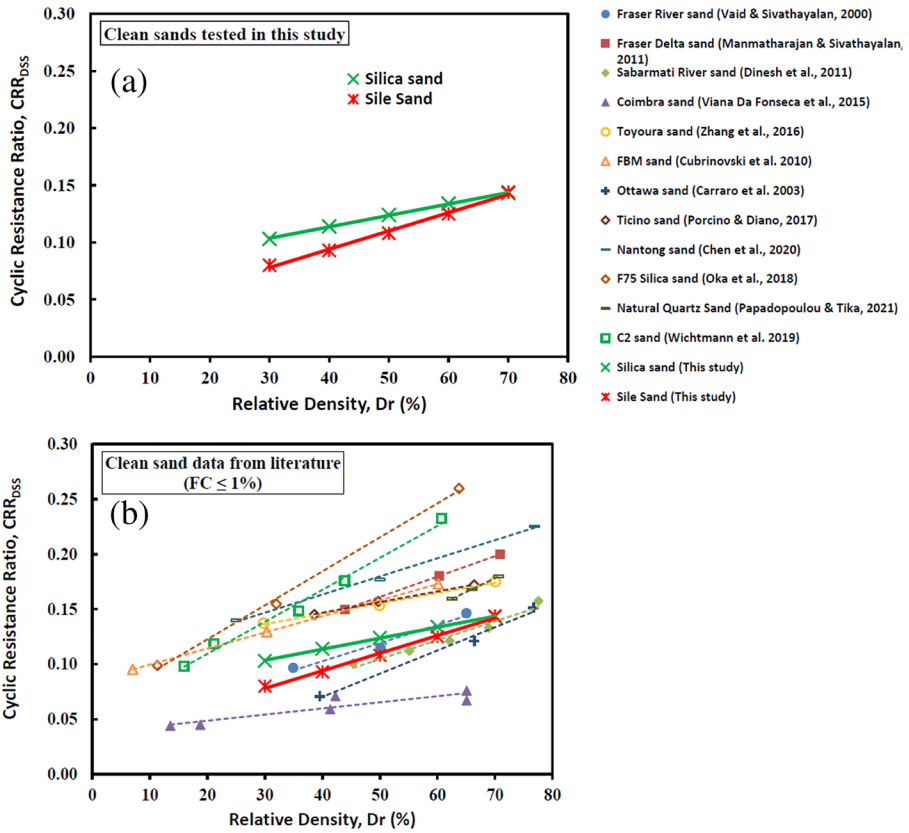 0.30
0.25
0.20
0.15
0.10
0.05
0.00
Cyclic Resistance Ratio, CRR_DSS
Clean sands tested in this study
(a)
Silica sand
Sile Sand
0 10 20 30 40 50 60 70 80
Relative Density, Dr (%)
Fraser River sand (Vaid & Sivathayalan, 2000)
Fraser Delta sand (Manmatharajan & Sivathayalan,
2011)
Sabarmati River sand (Dinesh et al., 2011)
Coimbra sand (Viana Da Fonseca et al., 2015)
Toyoura sand (Zhang et al., 2016)
FBM sand (Cubrinovski et al. 2010)
Ottawa sand (Carraro et al. 2003)
Ticino sand (Porcino & Diano, 2017)
Nantong sand (Chen et al., 2020)
F75 Silica sand (Oka et al., 2018)
Natural Quartz Sand (Papadopoulou & Tika, 2021)
C2 sand (Wichtmann et al. 2019)
Silica sand (This study)
Sile Sand (This study)
0.30
0.25
0.20
0.15
0.10
0.05
0.00
Cyclic Resistance Ratio, CRR_DSS
Clean sand data from literature
(FC ≤ 1%)
(b)
0 10 20 30 40 50 60 70 80
Relative Density, Dr (%)